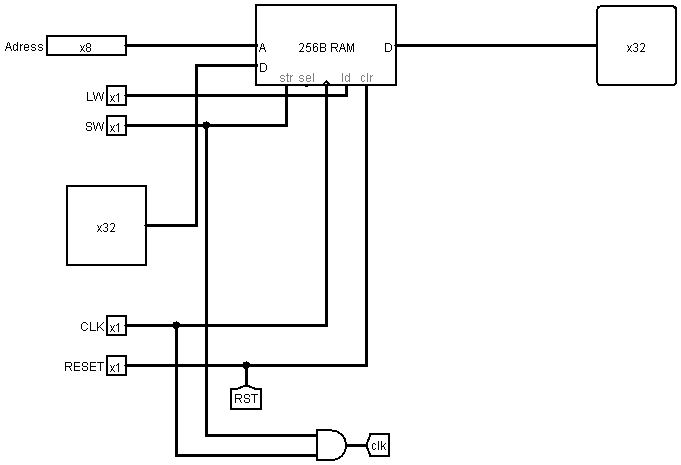 Adress x8
A 256B RAM D
D
x32
str sel ld clr
LW x1
SW x1
x32
CLK x1
RESET x1
RST
clk